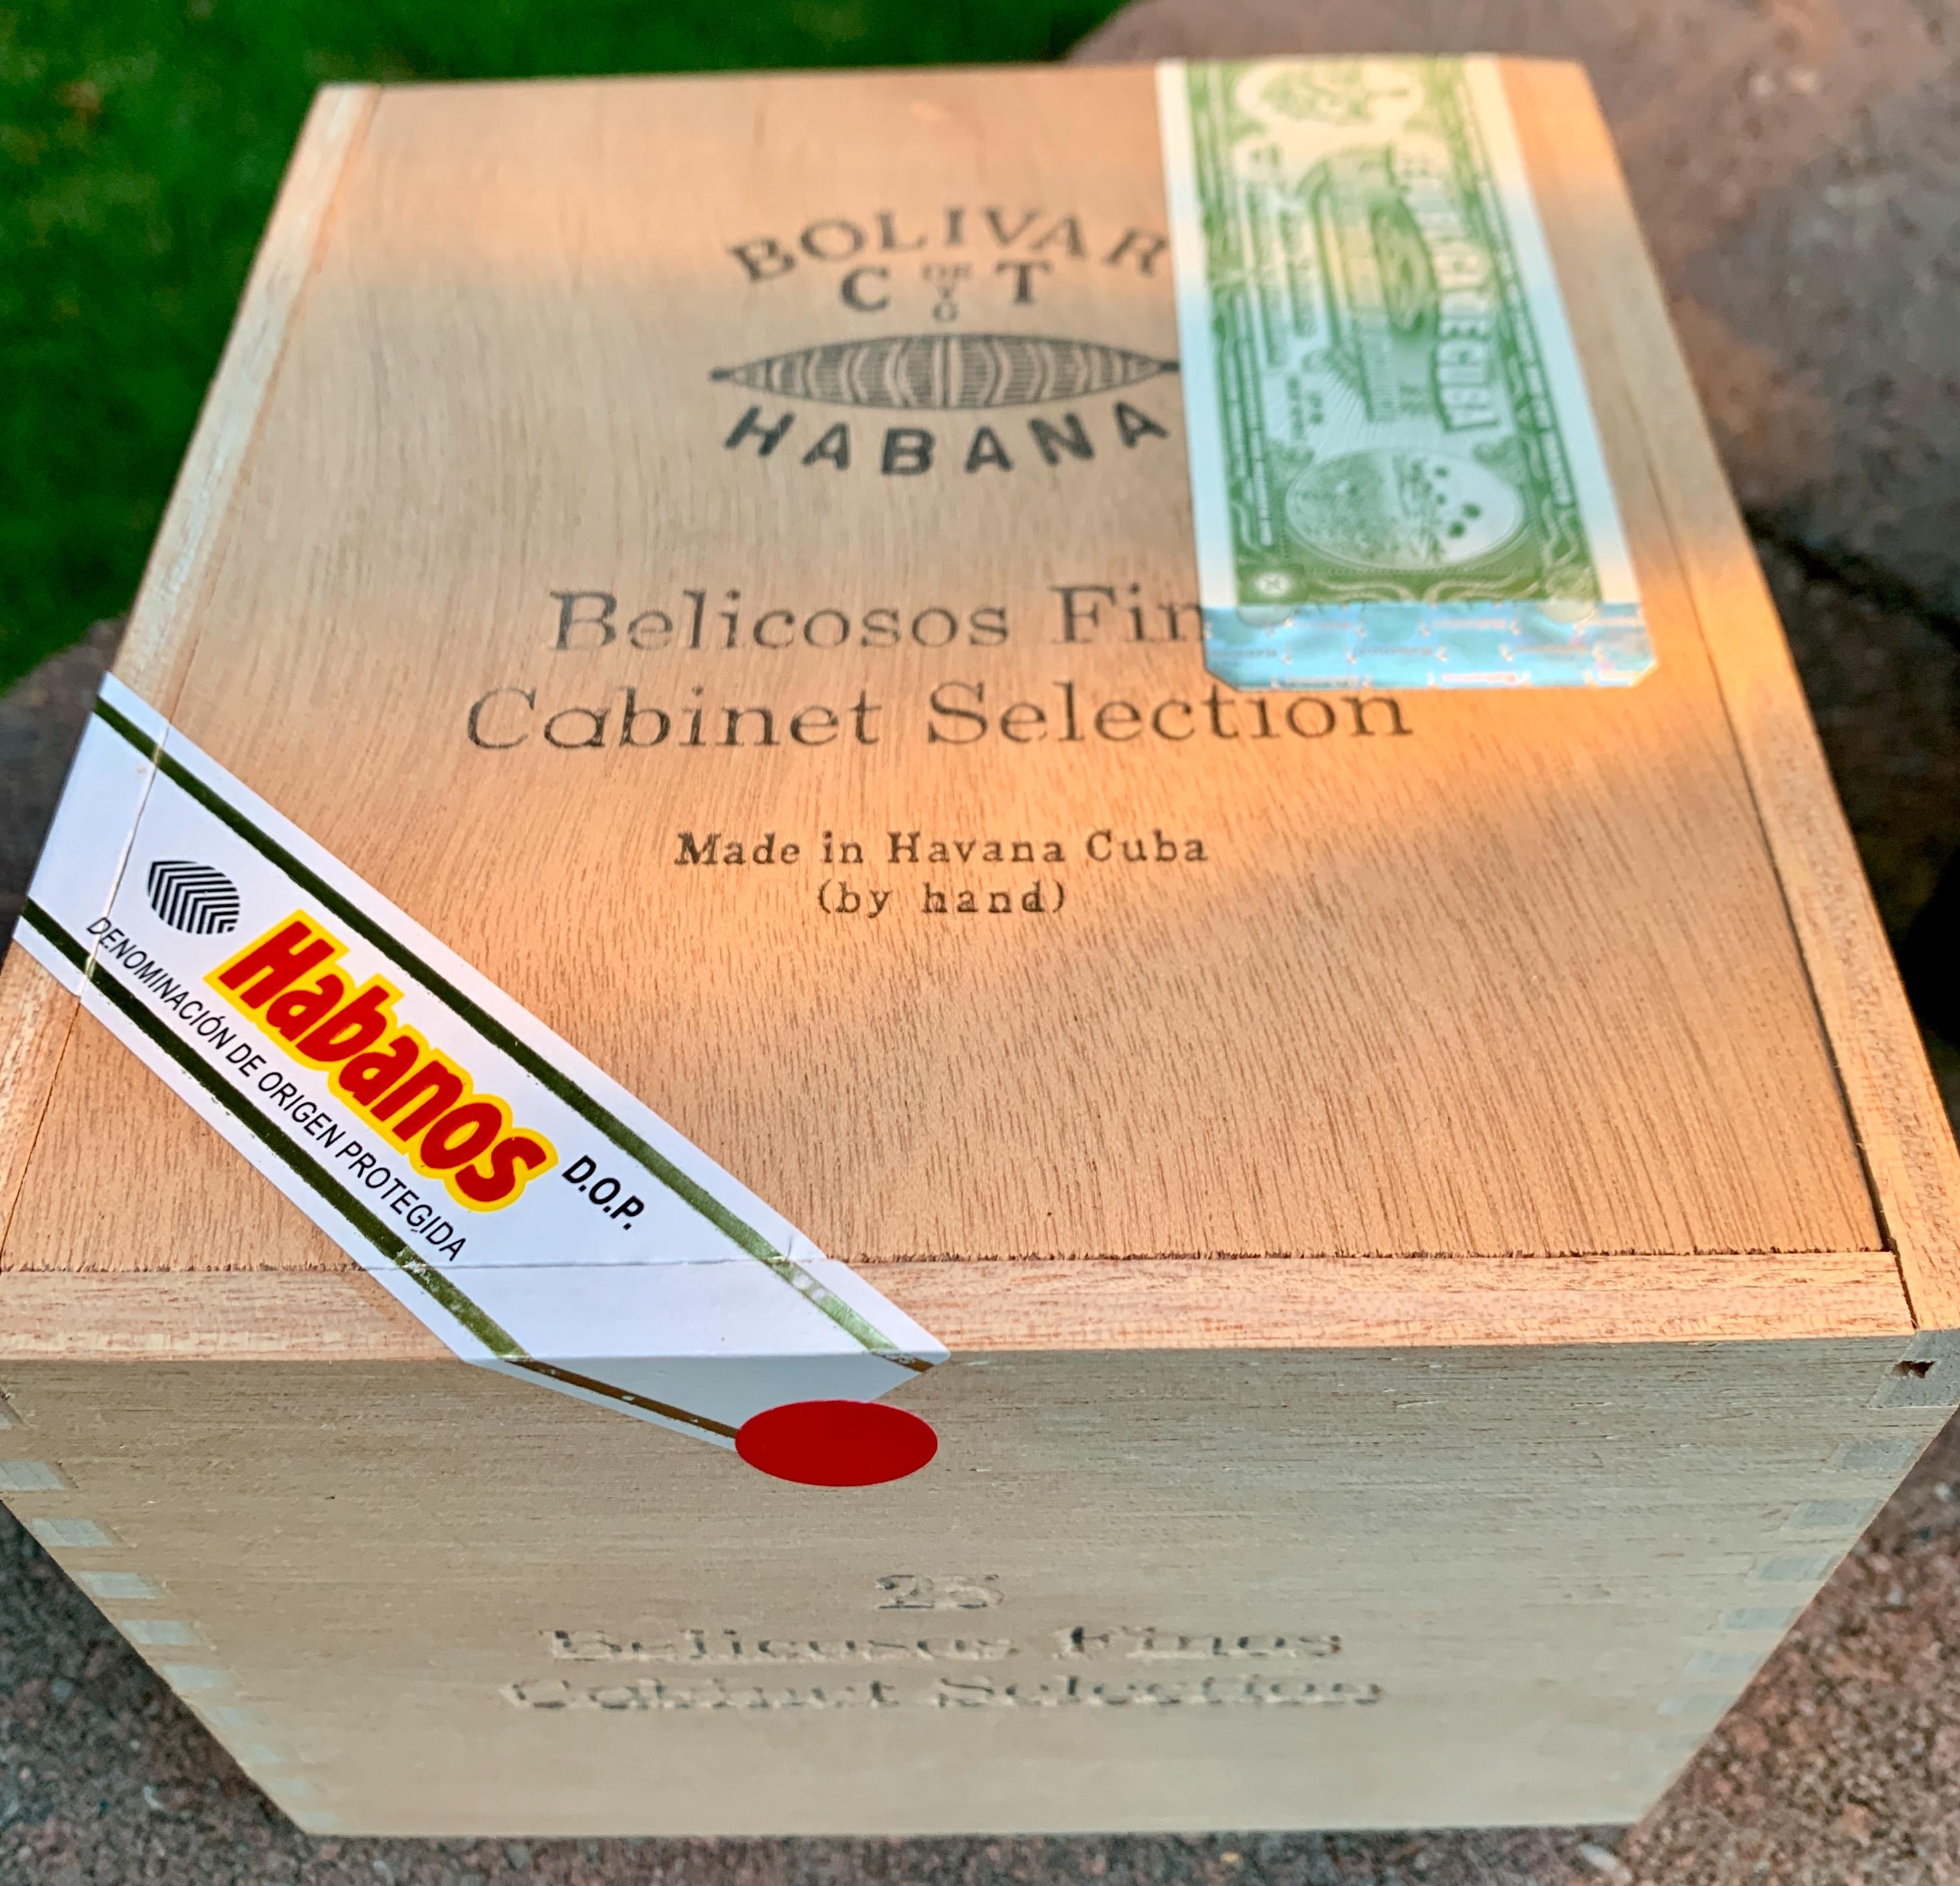 BOLIVAR
C DE Y G T
HABANA
Belicosos Fin
Cabinet Selection
Made in Havana Cuba
(by hand)
Habanos
D.O.P.
DENOMINACIÓN DE ORIGEN PROTEGIDA
25
Belicosos Finos
Cabinet Selection